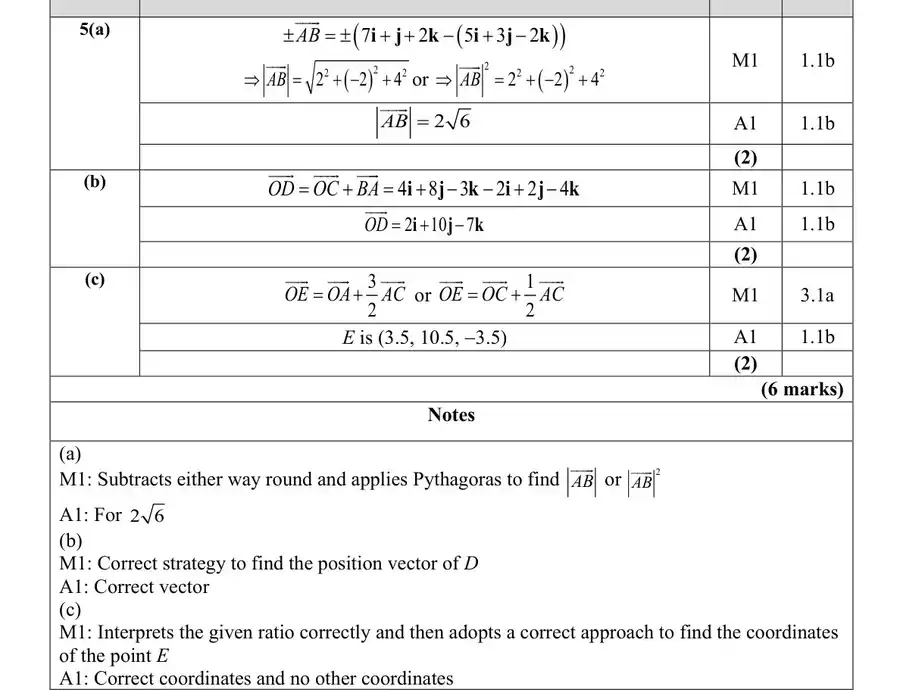 5(a) ±AB⃗ = ±(7i + j + 2k − (5i + 3j − 2k))
⇒ |AB⃗| = √(2² + (−2)² + 4²) or ⇒ |AB⃗|² = 2² + (−2)² + 4² M1 1.1b
|AB⃗| = 2√6 A1 1.1b
(2)
(b) OD⃗ = OC⃗ + BA⃗ = 4i + 8j − 3k − 2i + 2j − 4k M1 1.1b
OD⃗ = 2i + 10j − 7k A1 1.1b
(2)
(c) OE⃗ = OA⃗ + 3/2 AC⃗ or OE⃗ = OC⃗ + 1/2 AC⃗ M1 3.1a
E is (3.5, 10.5, −3.5) A1 1.1b
(2)
(6 marks)
Notes
(a)
M1: Subtracts either way round and applies Pythagoras to find |AB⃗| or |AB⃗|²
A1: For 2√6
(b)
M1: Correct strategy to find the position vector of D
A1: Correct vector
(c)
M1: Interprets the given ratio correctly and then adopts a correct approach to find the coordinates
of the point E
A1: Correct coordinates and no other coordinates